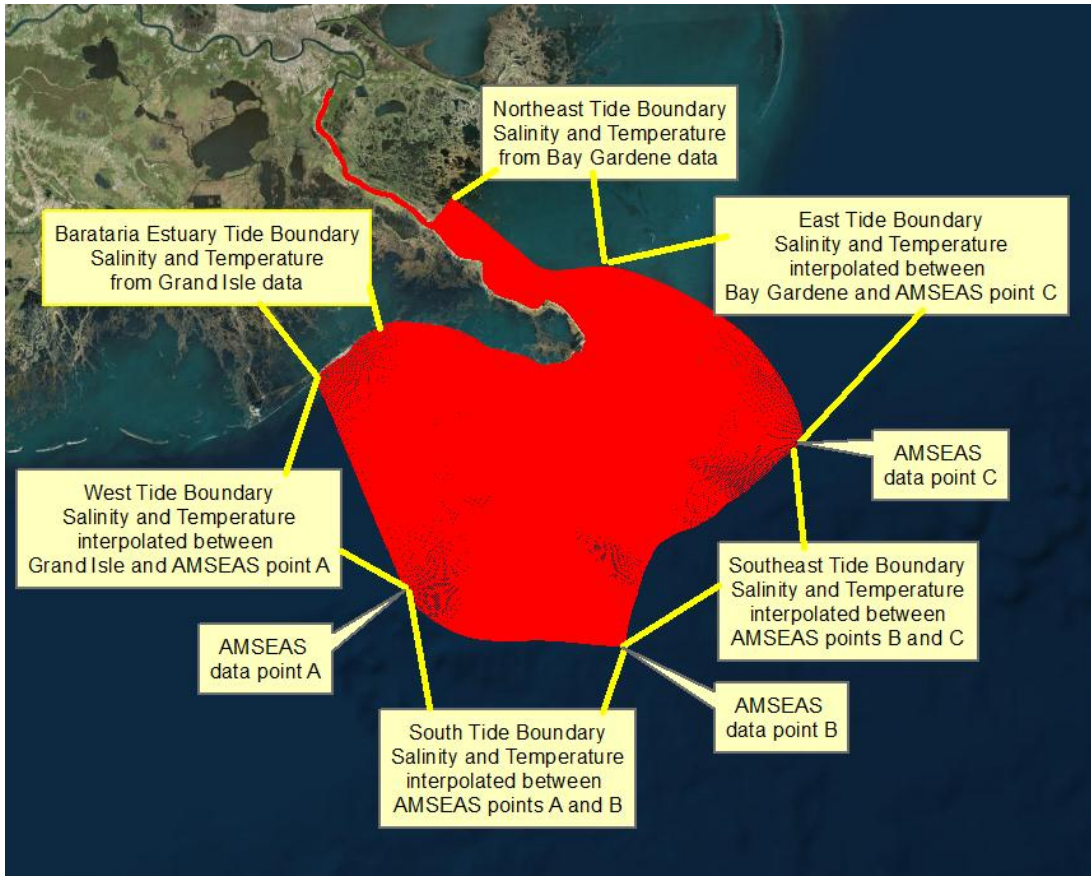 Northeast Tide Boundary
Salinity and Temperature
from Bay Gardene data
East Tide Boundary
Salinity and Temperature
interpolated between
Bay Gardene and AMSEAS point C
Barataria Estuary Tide Boundary
Salinity and Temperature
from Grand Isle data
AMSEAS
data point C
West Tide Boundary
Salinity and Temperature
interpolated between
Grand Isle and AMSEAS point A
Southeast Tide Boundary
Salinity and Temperature
interpolated between
AMSEAS points B and C
AMSEAS
data point A
AMSEAS
data point B
South Tide Boundary
Salinity and Temperature
interpolated between
AMSEAS points A and B